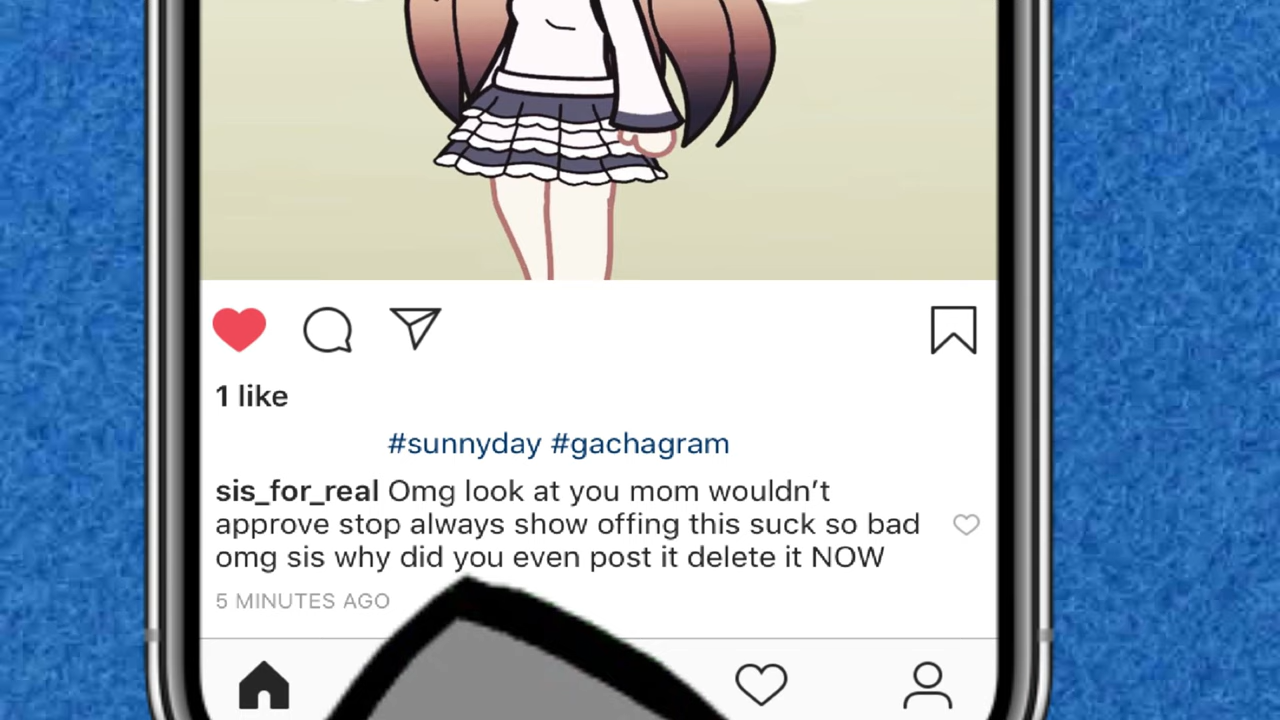 1 like
#sunnyday #gachagram
sis_for_real Omg look at you mom wouldn't
approve stop always show offing this suck so bad
omg sis why did you even post it delete it NOW
5 MINUTES AGO